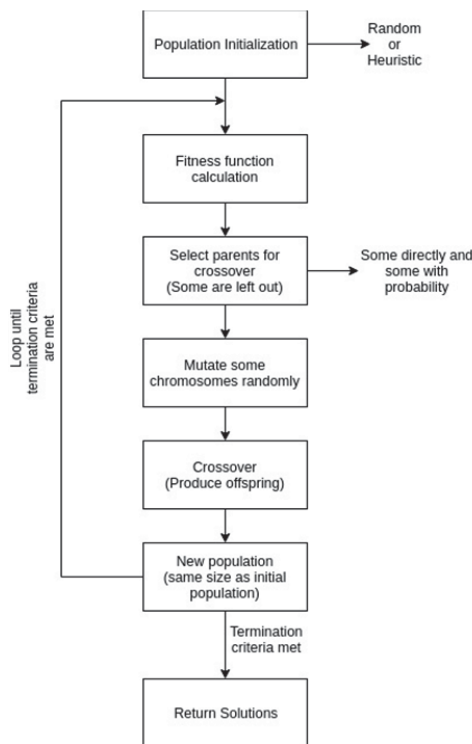 Population Initialization
Random
or
Heuristic
Fitness function
calculation
Select parents for
crossover
(Some are left out)
Some directly and
some with
probability
Loop until
termination criteria
are met
Mutate some
chromosomes randomly
Crossover
(Produce offspring)
New population
(same size as initial
population)
Termination
criteria met
Return Solutions